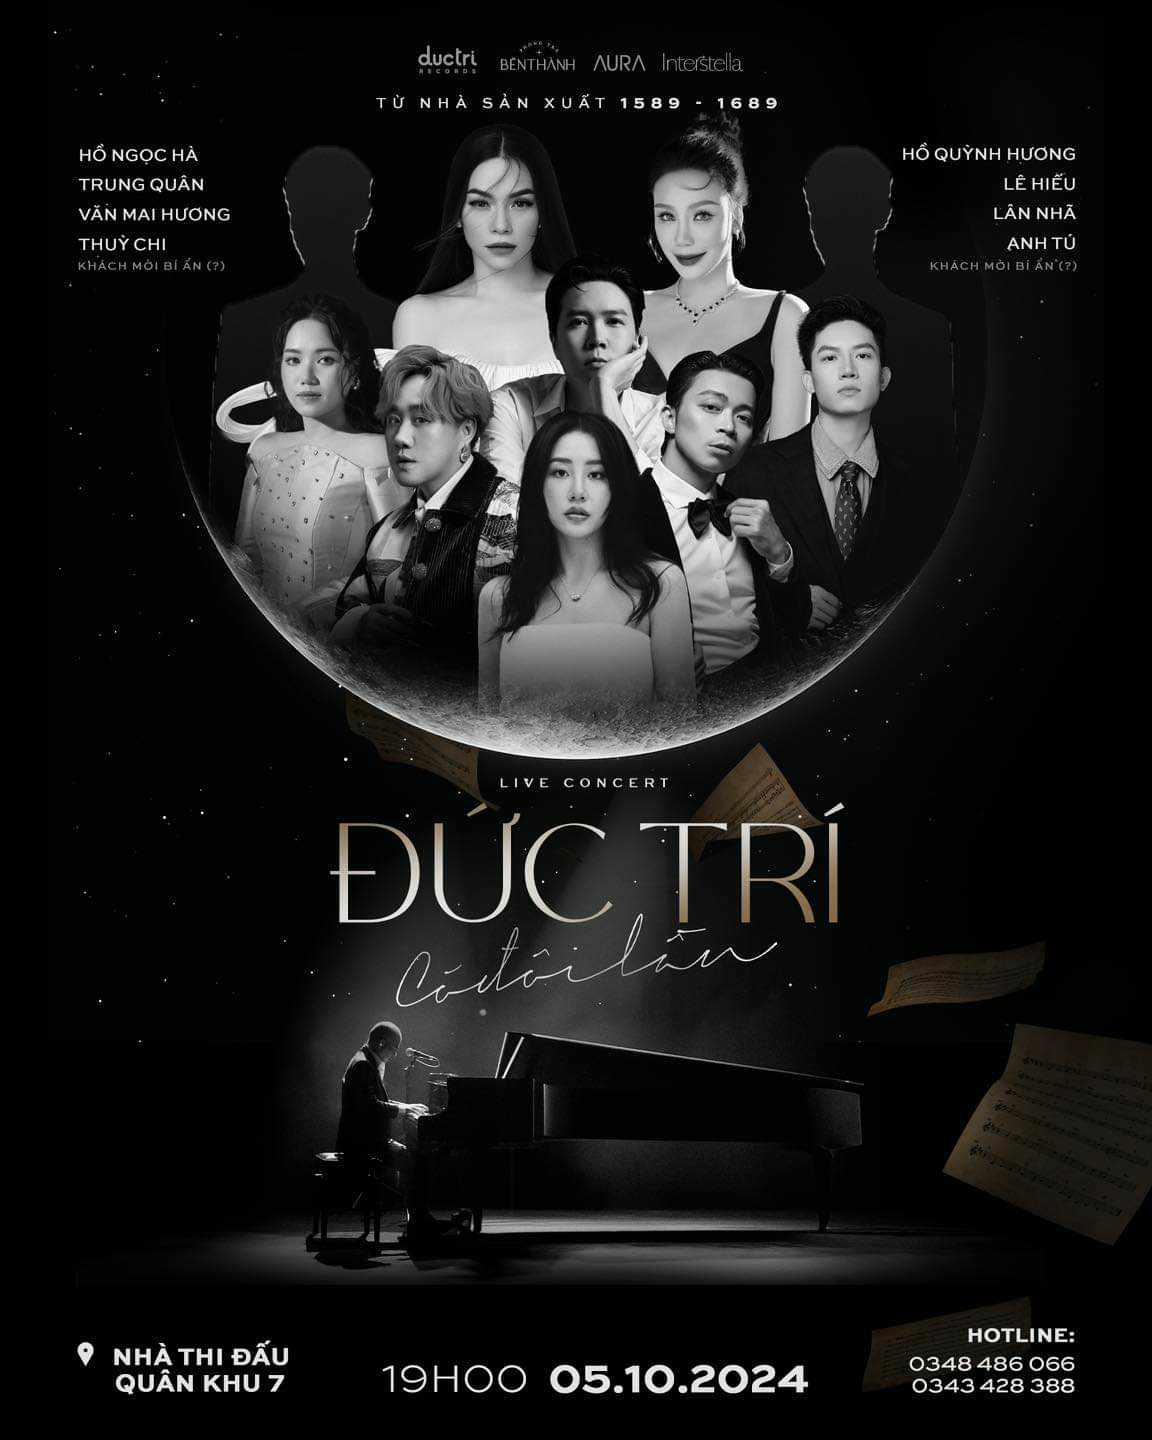 ductri
RECORDS
PHÒNG TRÀ
BẾN THÀNH
AURA
Interstella
TỪ NHÀ SẢN XUẤT 1589 - 1689
HỒ NGỌC HÀ
TRUNG QUÂN
VĂN MAI HƯƠNG
THUỲ CHI
KHÁCH MỜI BÍ ẨN (?)
HỒ QUỲNH HƯƠNG
LÊ HIẾU
LÂN NHÃ
ANH TÚ
KHÁCH MỜI BÍ ẨN (?)
LIVE CONCERT
ĐỨC TRÍ
Có đôi lần
NHÀ THI ĐẤU
QUÂN KHU 7
19H00 05.10.2024
HOTLINE:
0348 486 066
0343 428 388